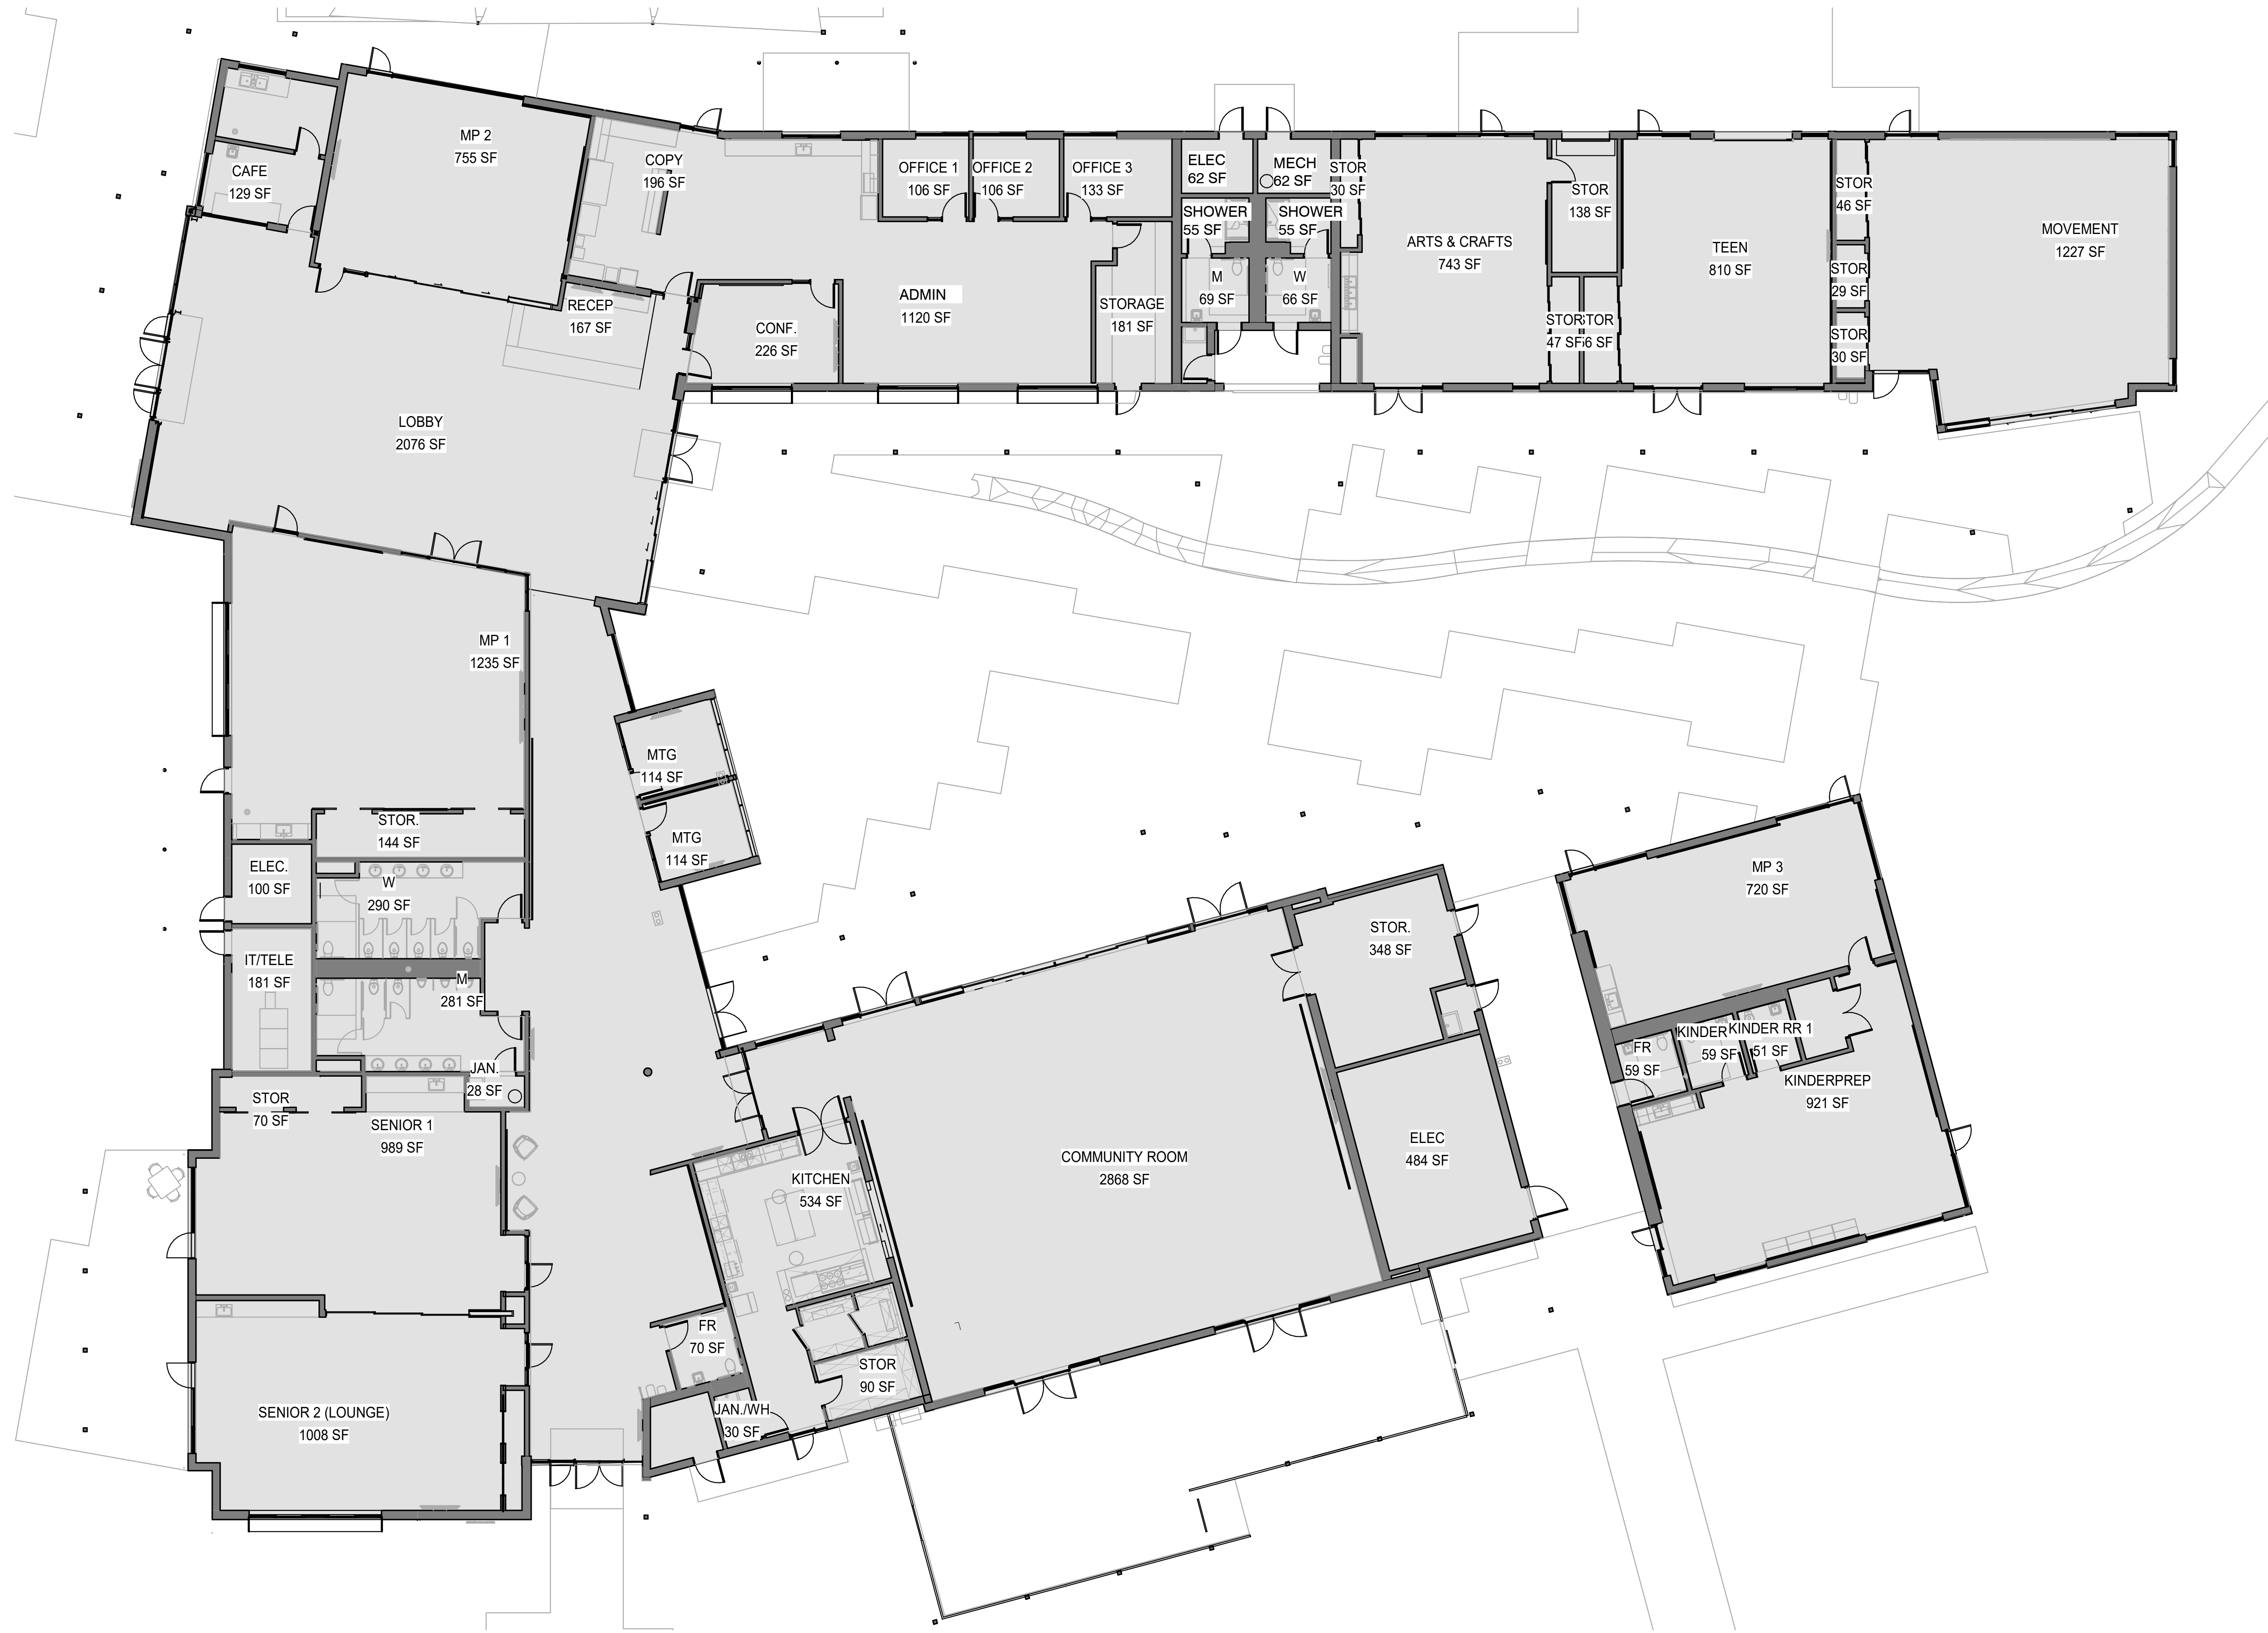 MP 2
755 SF
CAFE
129 SF
COPY
196 SF
OFFICE 1
106 SF
OFFICE 2
106 SF
OFFICE 3
133 SF
ELEC
62 SF
MECH
62 SF
STOR
30 SF
SHOWER
55 SF
SHOWER
55 SF
M
69 SF
W
66 SF
ARTS & CRAFTS
743 SF
STOR
138 SF
STOR
47 SF
STOR
6 SF
TEEN
810 SF
STOR
46 SF
STOR
29 SF
STOR
30 SF
MOVEMENT
1227 SF
RECEP
167 SF
CONF.
226 SF
ADMIN
1120 SF
STORAGE
181 SF
LOBBY
2076 SF
MP 1
1235 SF
MTG
114 SF
MTG
114 SF
STOR.
144 SF
ELEC.
100 SF
W
290 SF
IT/TELE
181 SF
M
281 SF
JAN.
28 SF
STOR
70 SF
SENIOR 1
989 SF
SENIOR 2 (LOUNGE)
1008 SF
KITCHEN
534 SF
FR
70 SF
STOR
90 SF
JAN./WH
30 SF
COMMUNITY ROOM
2868 SF
STOR.
348 SF
ELEC
484 SF
MP 3
720 SF
FR
59 SF
KINDER
59 SF
KINDER RR 1
51 SF
KINDERPREP
921 SF